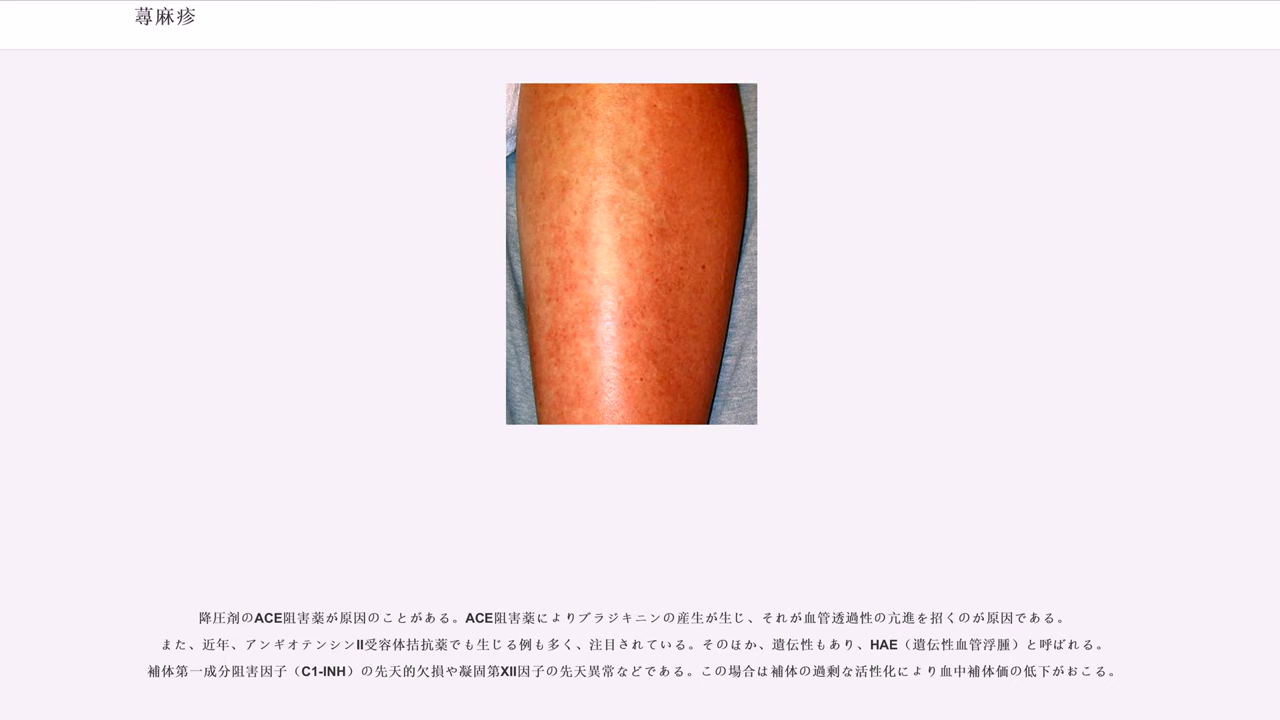 蕁麻疹
降圧剤のACE阻害薬が原因のことがある。ACE阻害薬によりブラジキニンの産生が生じ、それが血管透過性の亢進を招くのが原因である。
また、近年、アンギオテンシンII受容体拮抗薬でも生じる例も多く、注目されている。そのほか、遺伝性もあり、HAE（遺伝性血管浮腫）と呼ばれる。
補体第一成分阻害因子（C1-INH）の先天的欠損や凝固第XII因子の先天異常などである。この場合は補体の過剰な活性化により血中補体価の低下がおこる。